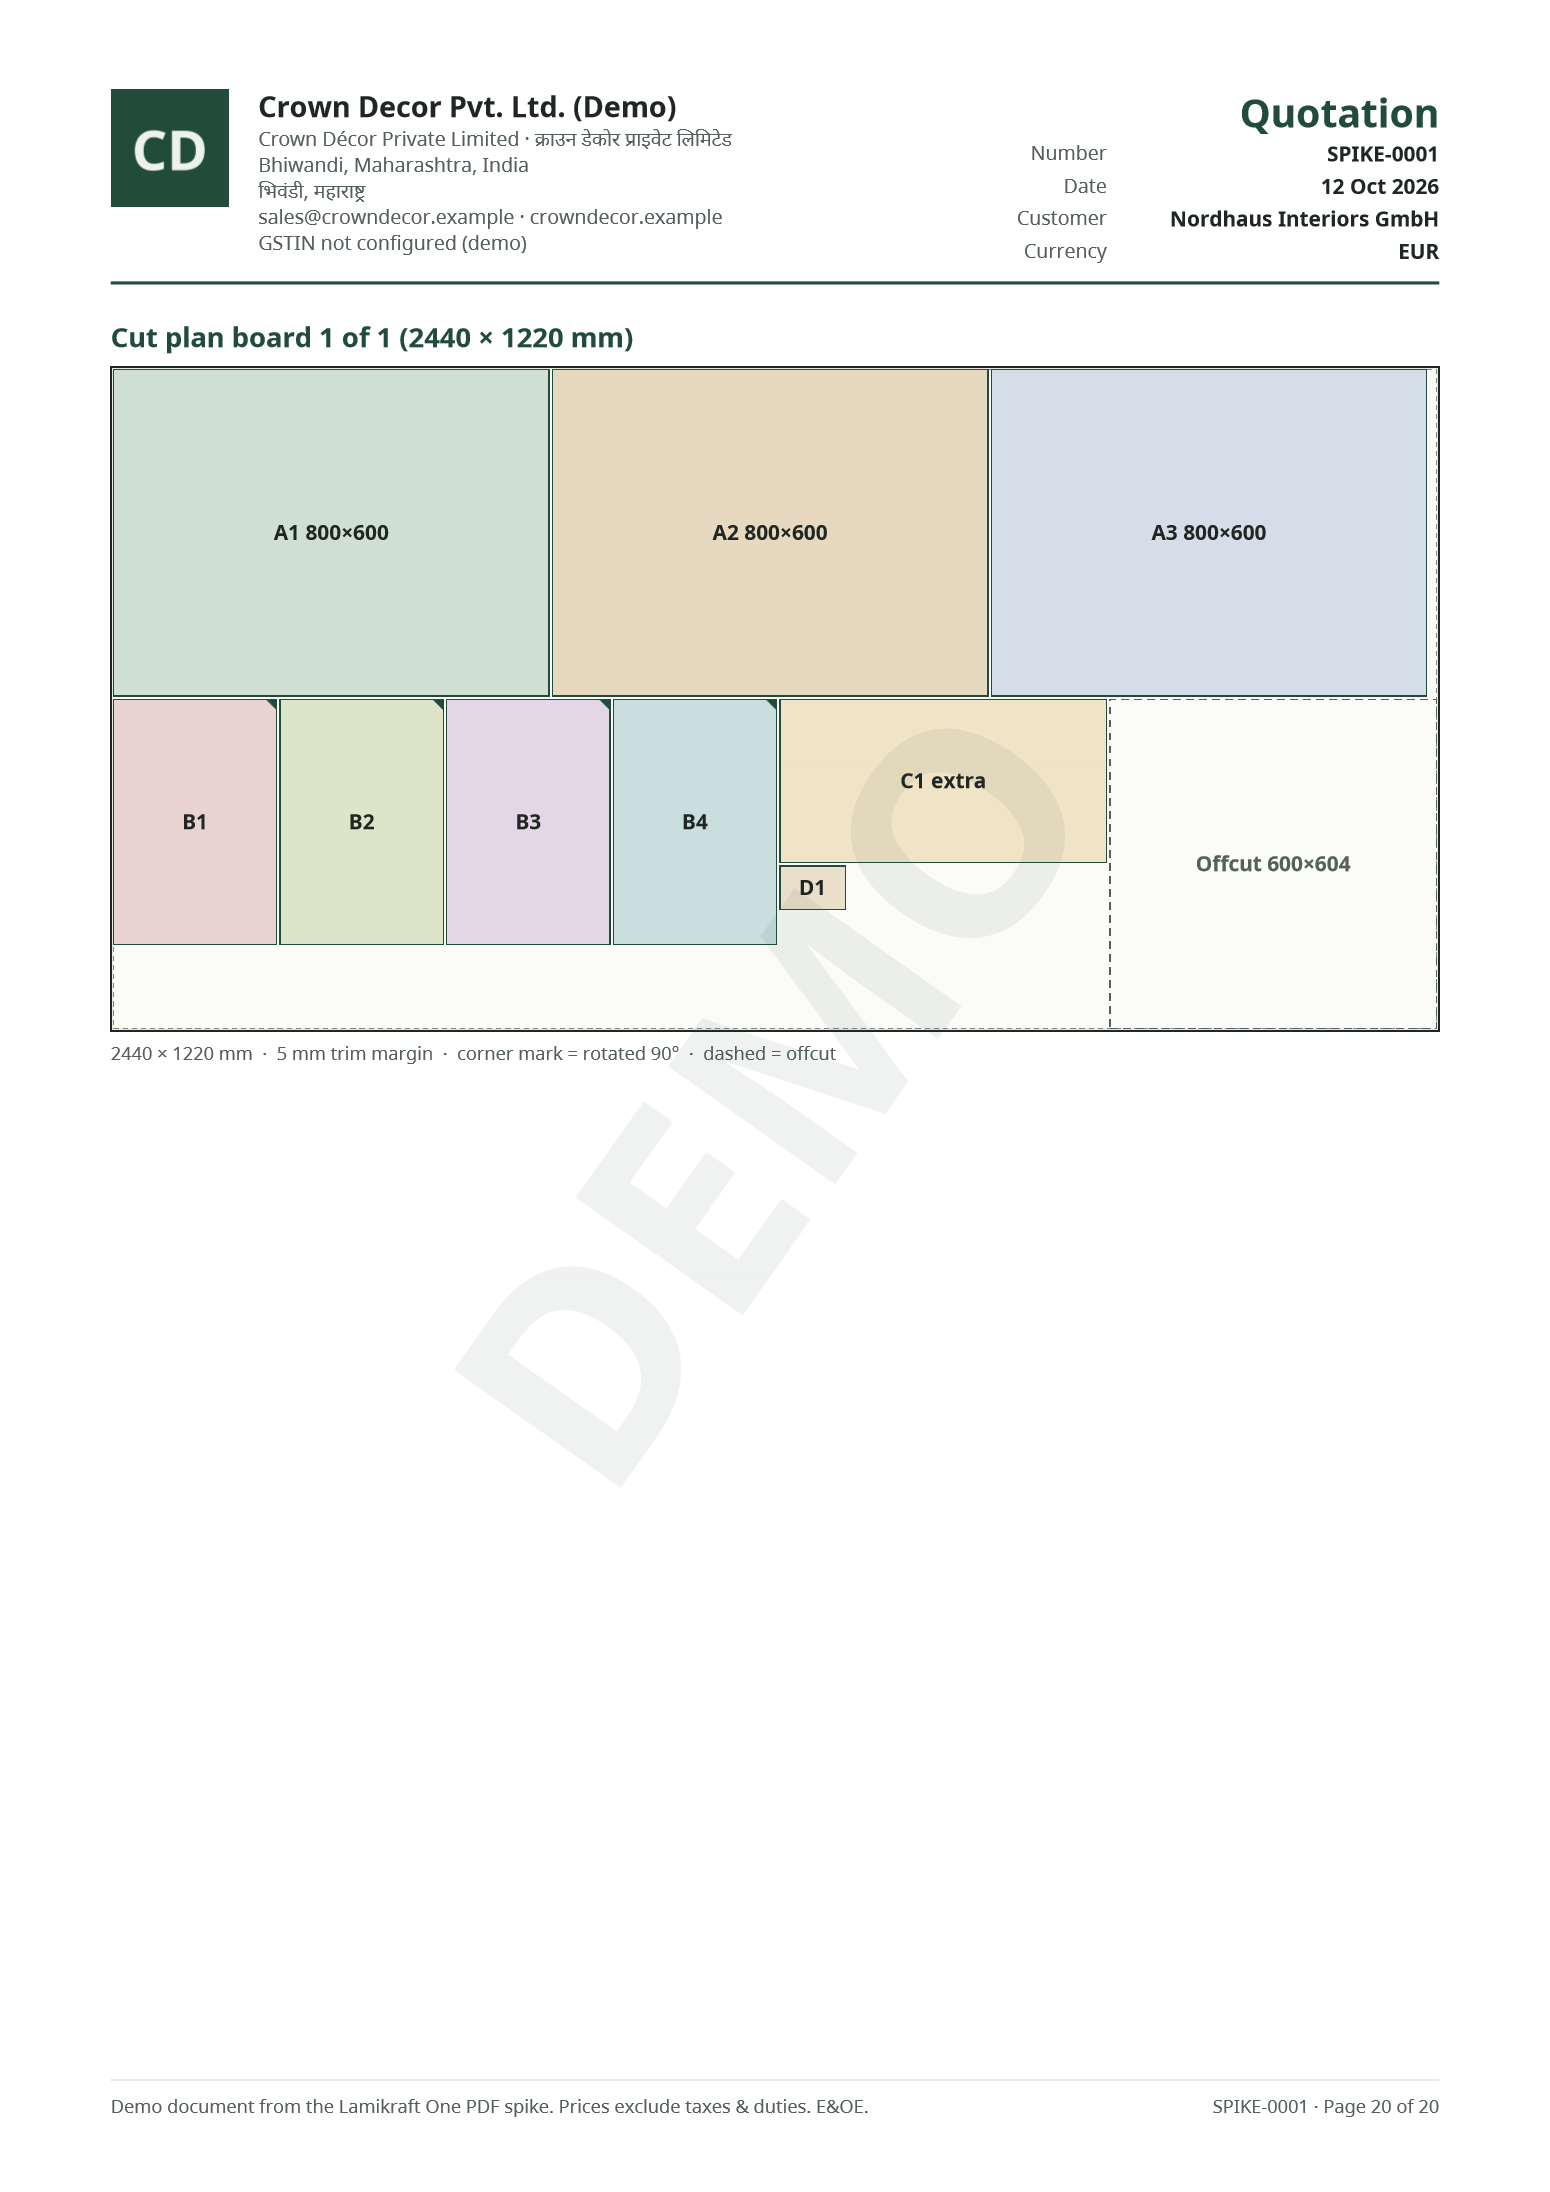 CD
Crown Decor Pvt. Ltd. (Demo)
Crown Décor Private Limited · क्राउन डेकोर प्राइवेट लिमिटेड
Bhiwandi, Maharashtra, India
भिवंडी, महाराष्ट्र
sales@crowndecor.example · crowndecor.example
GSTIN not configured (demo)
Quotation
Number SPIKE-0001
Date 12 Oct 2026
Customer Nordhaus Interiors GmbH
Currency EUR
Cut plan board 1 of 1 (2440 × 1220 mm)
A1 800×600
A2 800×600
A3 800×600
B1
B2
B3
B4
C1 extra
D1
Offcut 600×604
2440 × 1220 mm · 5 mm trim margin · corner mark = rotated 90° · dashed = offcut
DEMO
Demo document from the Lamikraft One PDF spike. Prices exclude taxes & duties. E&OE.
SPIKE-0001 · Page 20 of 20